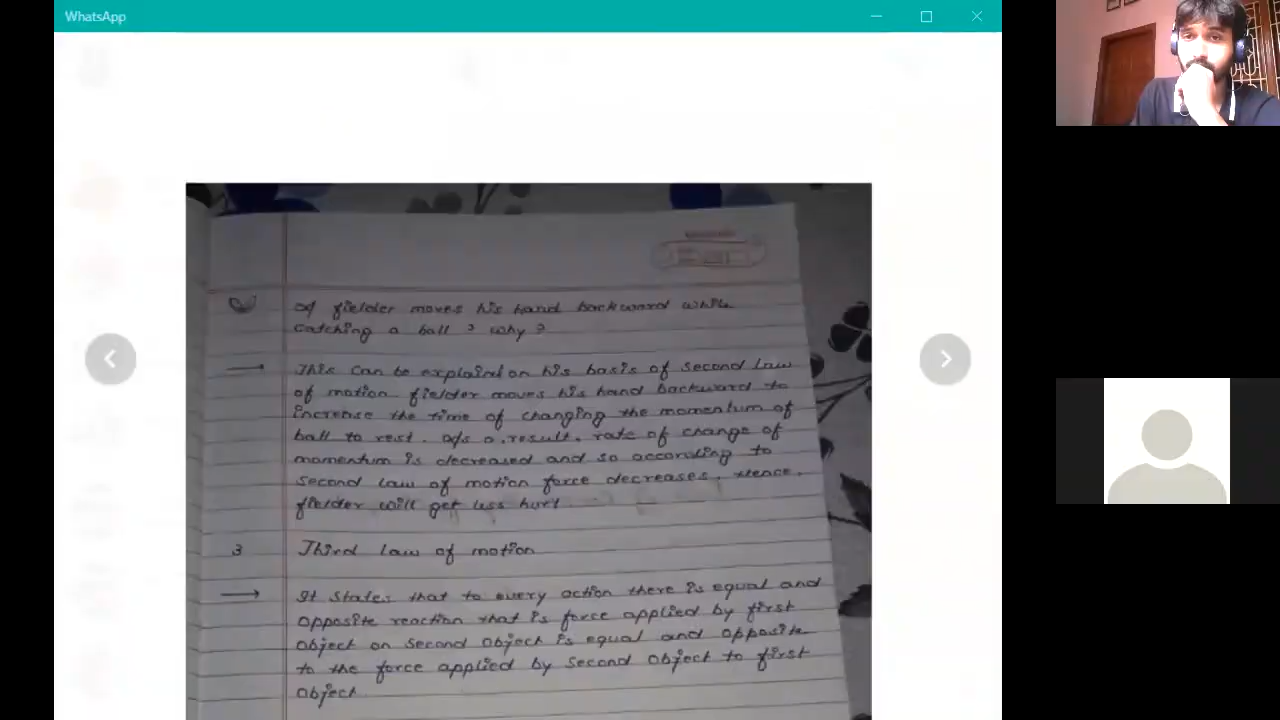 WhatsApp
A fielder moves his hand backward while
catching a ball ? why ?
This can be explained on his basis of second law
of motion. fielder moves his hand backward to
increase the time of changing the momentum of
ball to rest. As a result, rate of change of
momentum is decreased and so according to
second law of motion force decreases. Hence,
fielder will get less hurt.
3 Third law of motion
It states that to every action there is equal and
opposite reaction that is force applied by first
object on second object is equal and opposite
to the force applied by second object to first
object.